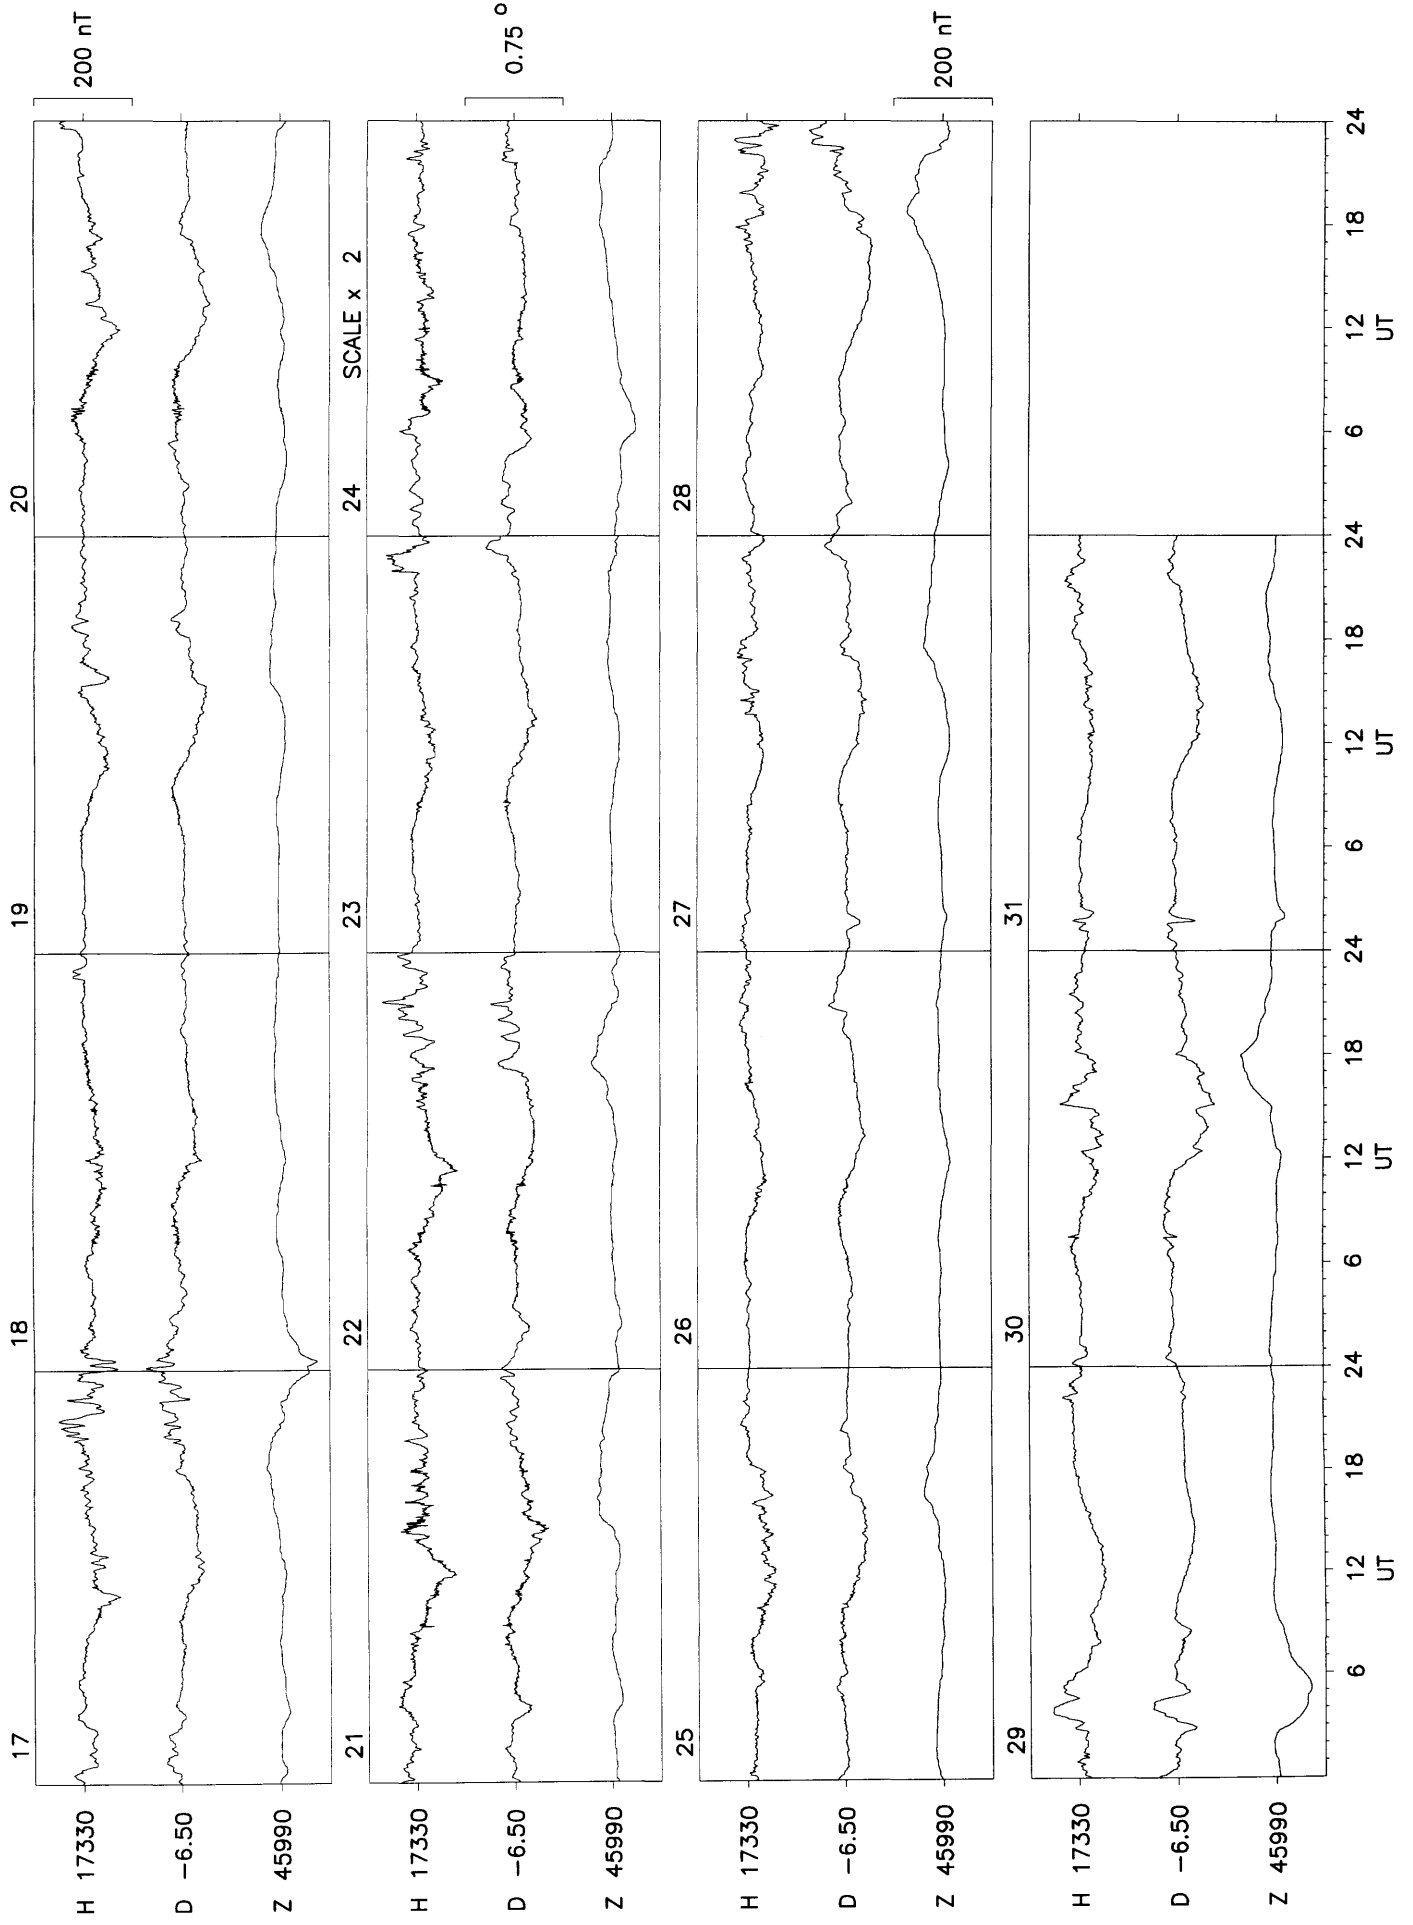 17 18 19 20
H 17330
D −6.50
Z 45990
200 nT
21 22 23 24 SCALE x 2
H 17330
D −6.50
Z 45990
0.75 °
25 26 27 28
H 17330
D −6.50
Z 45990
200 nT
29 30 31
H 17330
D −6.50
Z 45990
6 12 18 24 6 12 18 24 6 12 18 24 6 12 18 24
UT UT UT UT